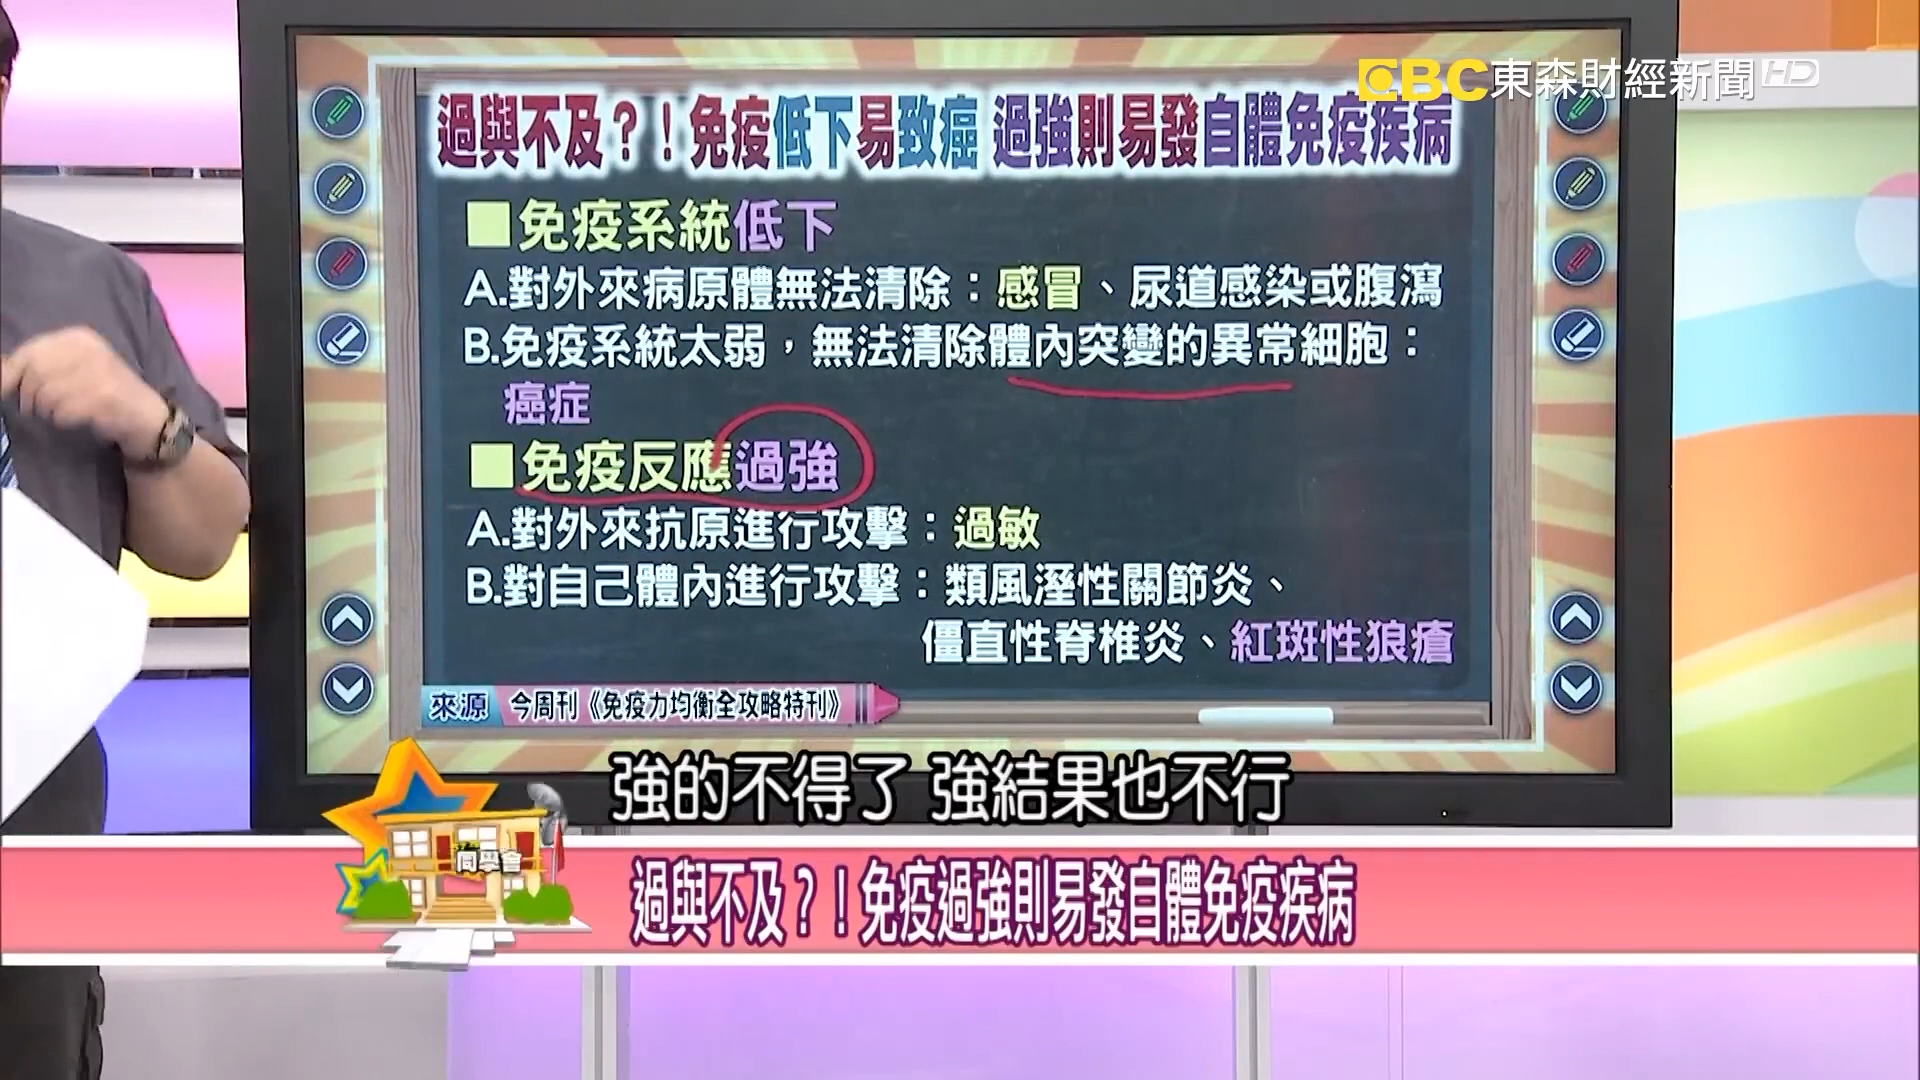 EBC 東森財經新聞 HD
過與不及？！免疫低下易致癌 過強則易發自體免疫疾病
■免疫系統低下
A.對外來病原體無法清除：感冒、尿道感染或腹瀉
B.免疫系統太弱，無法清除體內突變的異常細胞：
癌症
■免疫反應過強
A.對外來抗原進行攻擊：過敏
B.對自己體內進行攻擊：類風溼性關節炎、
僵直性脊椎炎、紅斑性狼瘡
來源 今周刊《免疫力均衡全攻略特刊》
強的不得了 強結果也不行
同學會
過與不及？！免疫過強則易發自體免疫疾病